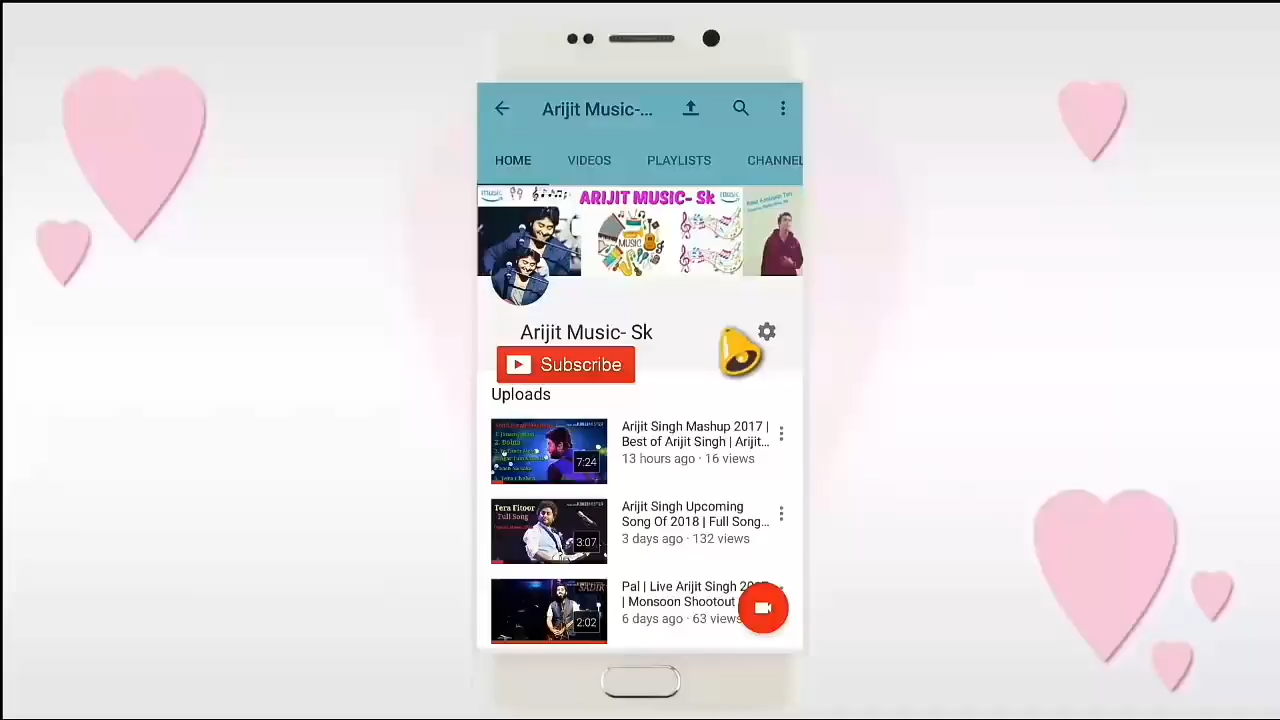 Arijit Music-...
HOME VIDEOS PLAYLISTS CHANNEL
music ARIJIT MUSIC- Sk music
MUSIC
Arijit Music- Sk
Subscribe
Uploads
Arijit Singh Mashup 2017 |
Best of Arijit Singh | Arijit...
13 hours ago · 16 views
7:24
Arijit Singh Upcoming
Song Of 2018 | Full Song...
3 days ago · 132 views
Tera Fitoor
Full Song
3:07
Pal | Live Arijit Singh
| Monsoon Shootout
6 days ago · 63 views
2:02